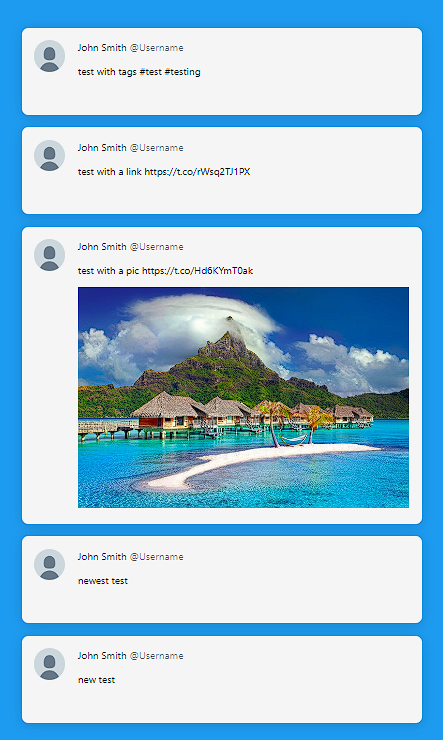 John Smith @Username
test with tags #test #testing
John Smith @Username
test with a link https://t.co/rWsq2TJ1PX
John Smith @Username
test with a pic https://t.co/Hd6KYmT0ak
John Smith @Username
newest test
John Smith @Username
new test